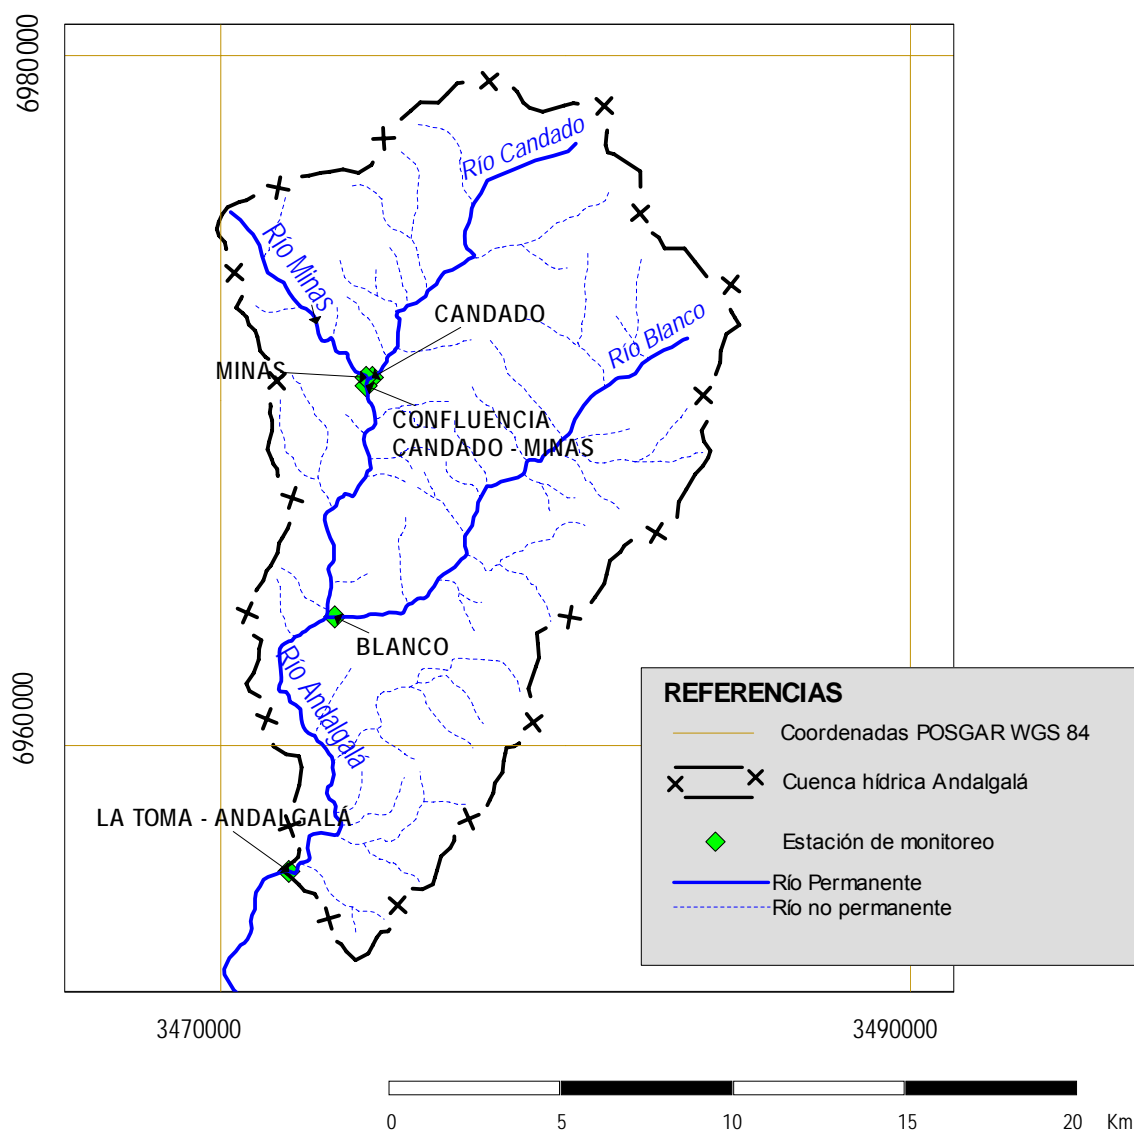 6980000
Río Candado
Río Minas
CANDADO
Río Blanco
MINAS
CONFLUENCIA
CANDADO - MINAS
BLANCO
Río Andalgalá
6960000
LA TOMA - ANDALGALÁ
REFERENCIAS
Coordenadas POSGAR WGS 84
Cuenca hídrica Andalgalá
Estación de monitoreo
Río Permanente
Río no permanente
3470000
3490000
0 5 10 15 20 Km